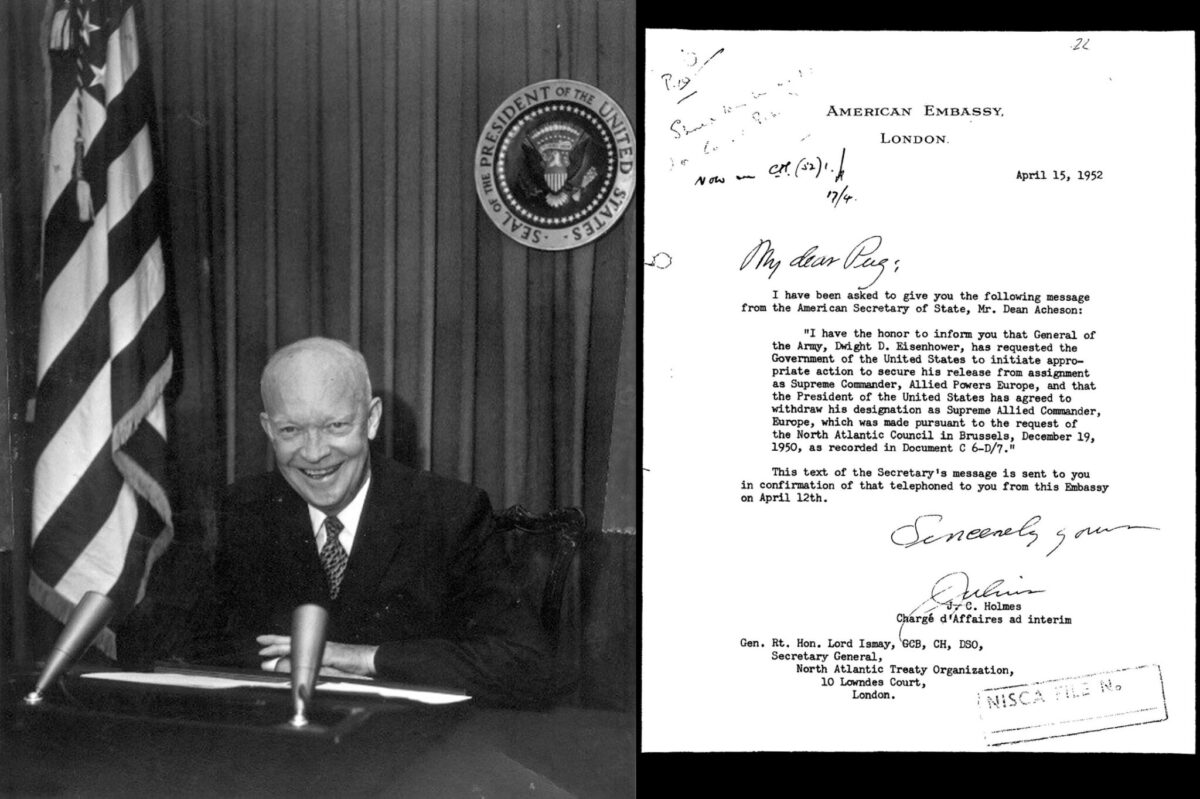 SEAL OF THE PRESIDENT OF THE UNITED STATES
22
P.19
AMERICAN EMBASSY,
LONDON.
Now in CM. (52) 1.
17/4.
April 15, 1952
My dear Pug:
I have been asked to give you the following message
from the American Secretary of State, Mr. Dean Acheson:
"I have the honor to inform you that General of
the Army, Dwight D. Eisenhower, has requested the
Government of the United States to initiate appro-
priate action to secure his release from assignment
as Supreme Commander, Allied Powers Europe, and that
the President of the United States has agreed to
withdraw his designation as Supreme Allied Commander,
Europe, which was made pursuant to the request of
the North Atlantic Council in Brussels, December 19,
1950, as recorded in Document C 6-D/7."
This text of the Secretary's message is sent to you
in confirmation of that telephoned to you from this Embassy
on April 12th.
Sincerely yours
Julius
J. C. Holmes
Chargé d'Affaires ad interim
Gen. Rt. Hon. Lord Ismay, GCB, CH, DSO,
Secretary General,
North Atlantic Treaty Organization,
10 Lowndes Court,
London.
NISCA FILE No